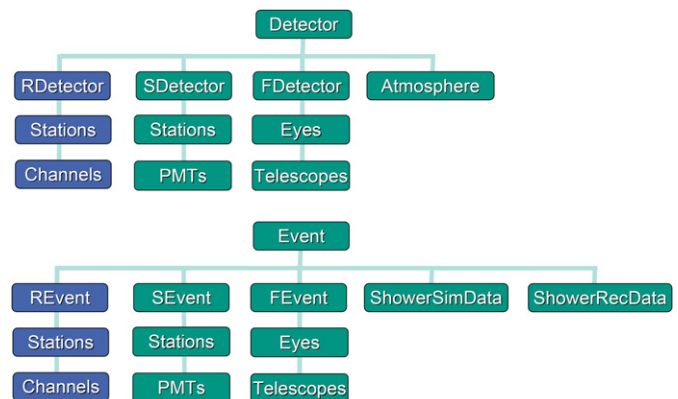 Detector
RDetector SDetector FDetector Atmosphere
Stations Stations Eyes
Channels PMTs Telescopes
Event
REvent SEvent FEvent ShowerSimData ShowerRecData
Stations Stations Eyes
Channels PMTs Telescopes